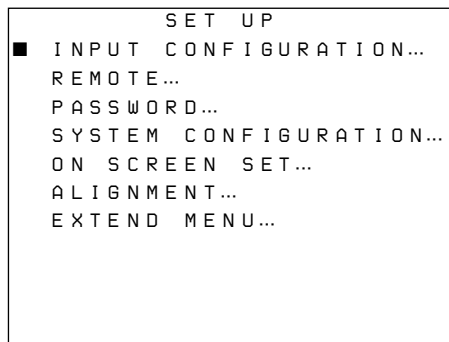 SET UP
■ INPUT CONFIGURATION…
REMOTE…
PASSWORD…
SYSTEM CONFIGURATION…
ON SCREEN SET…
ALIGNMENT…
EXTEND MENU…